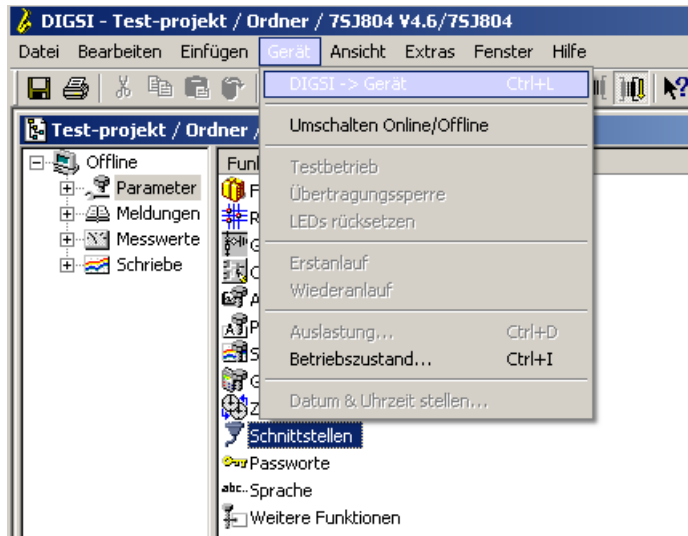 DIGSI - Test-projekt / Ordner / 7SJ804 V4.6/7SJ804
Datei Bearbeiten Einfügen Gerät Ansicht Extras Fenster Hilfe
DIGSI -> Gerät Ctrl+L
Umschalten Online/Offline
Testbetrieb
Übertragungssperre
LEDs rücksetzen
Erstanlauf
Wiederanlauf
Auslastung... Ctrl+D
Betriebszustand... Ctrl+I
Datum & Uhrzeit stellen...
Test-projekt / Ordner /
Offline
Parameter
Meldungen
Messwerte
Schriebe
Schnittstellen
Passworte
abc.. Sprache
Weitere Funktionen